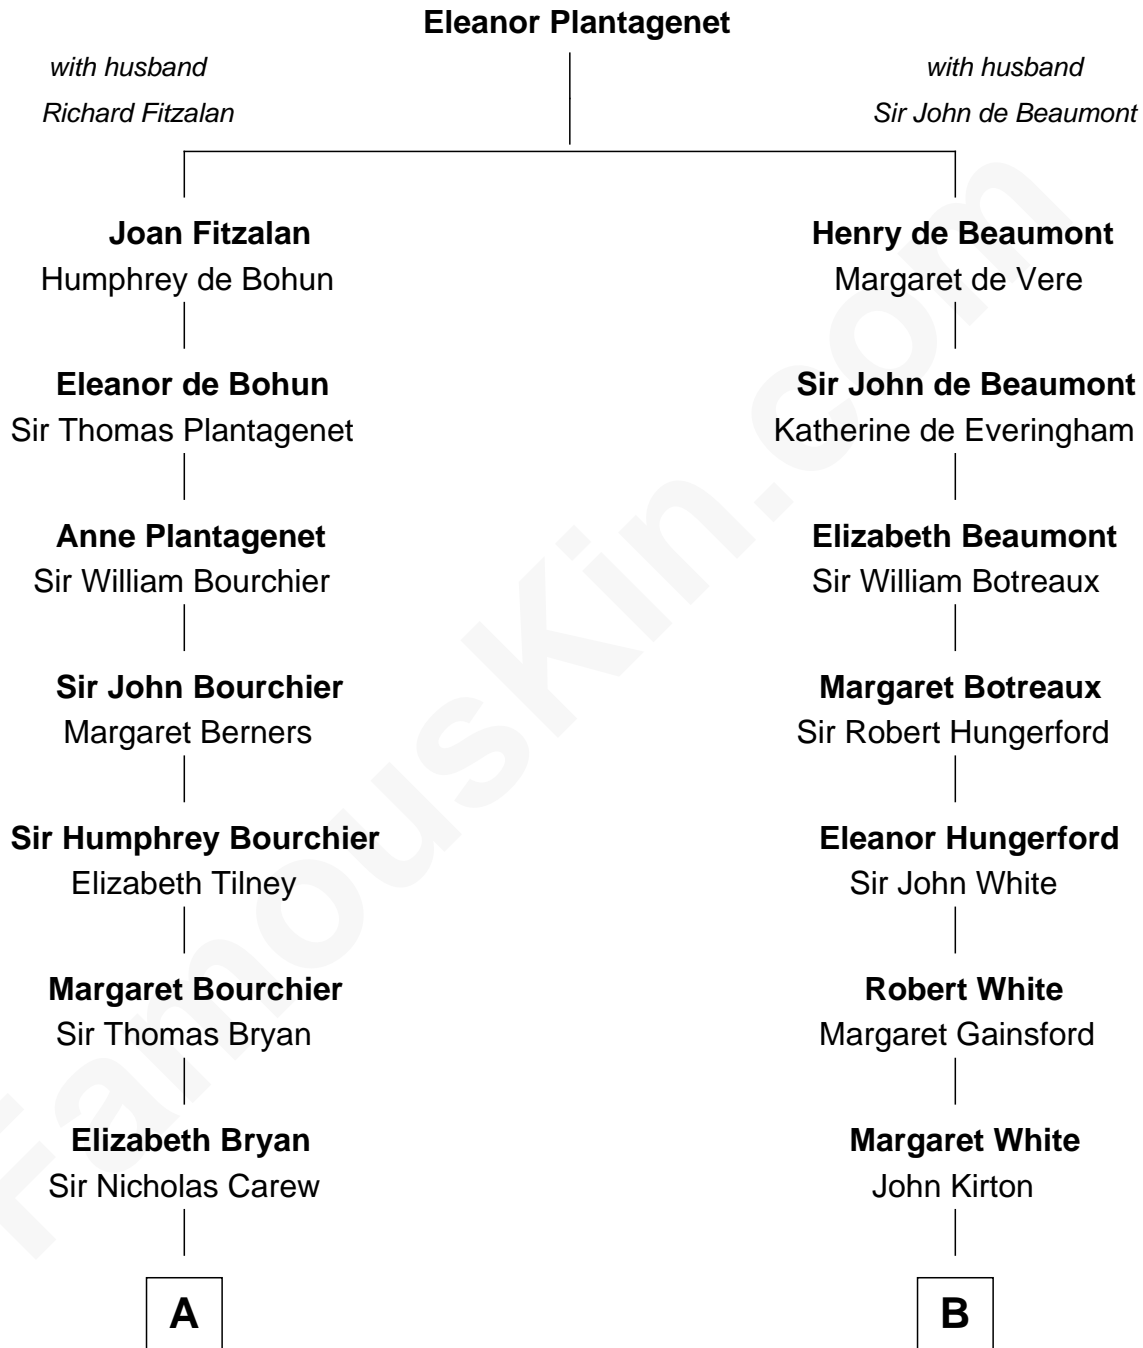 Eleanor Plantagenet
with husband
Richard Fitzalan
with husband
Sir John de Beaumont
Joan Fitzalan
Humphrey de Bohun
Henry de Beaumont
Margaret de Vere
Eleanor de Bohun
Sir Thomas Plantagenet
Sir John de Beaumont
Katherine de Everingham
Anne Plantagenet
Sir William Bourchier
Elizabeth Beaumont
Sir William Botreaux
Sir John Bourchier
Margaret Berners
Margaret Botreaux
Sir Robert Hungerford
Sir Humphrey Bourchier
Elizabeth Tilney
Eleanor Hungerford
Sir John White
Margaret Bourchier
Sir Thomas Bryan
Robert White
Margaret Gainsford
Elizabeth Bryan
Sir Nicholas Carew
Margaret White
John Kirton
A
B
FamousKin.com